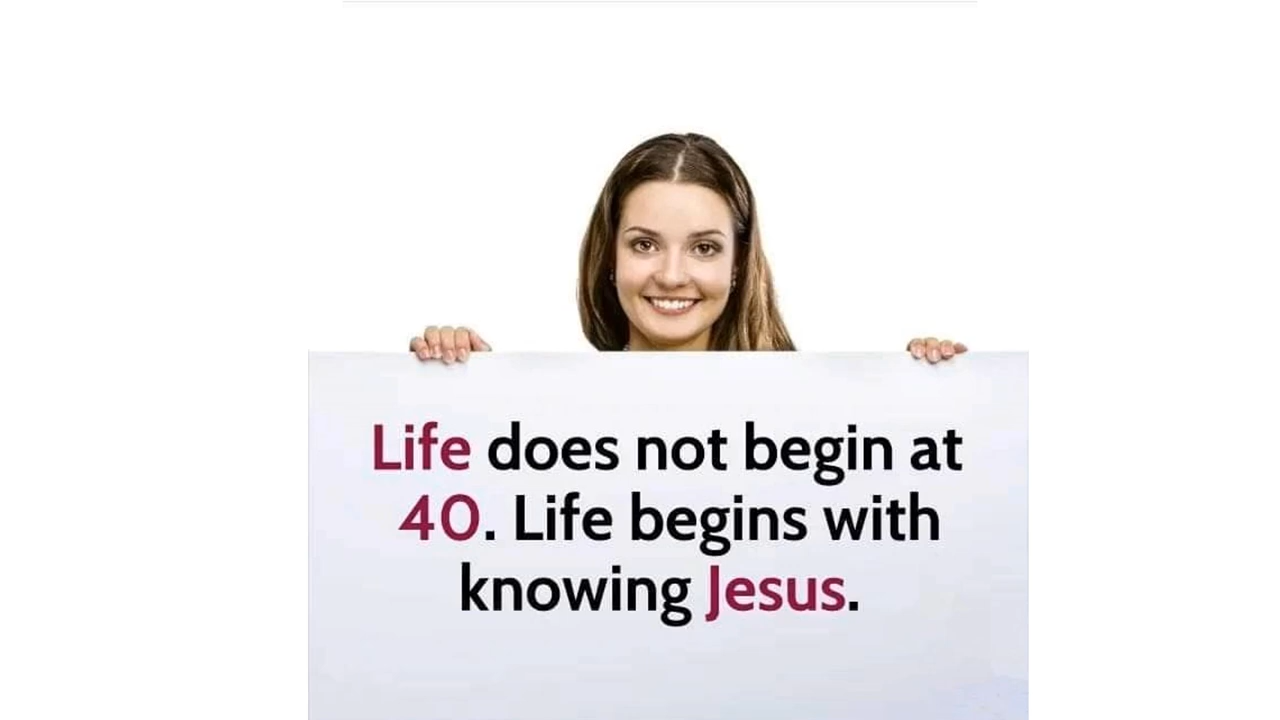 Life does not begin at
40. Life begins with
knowing Jesus.